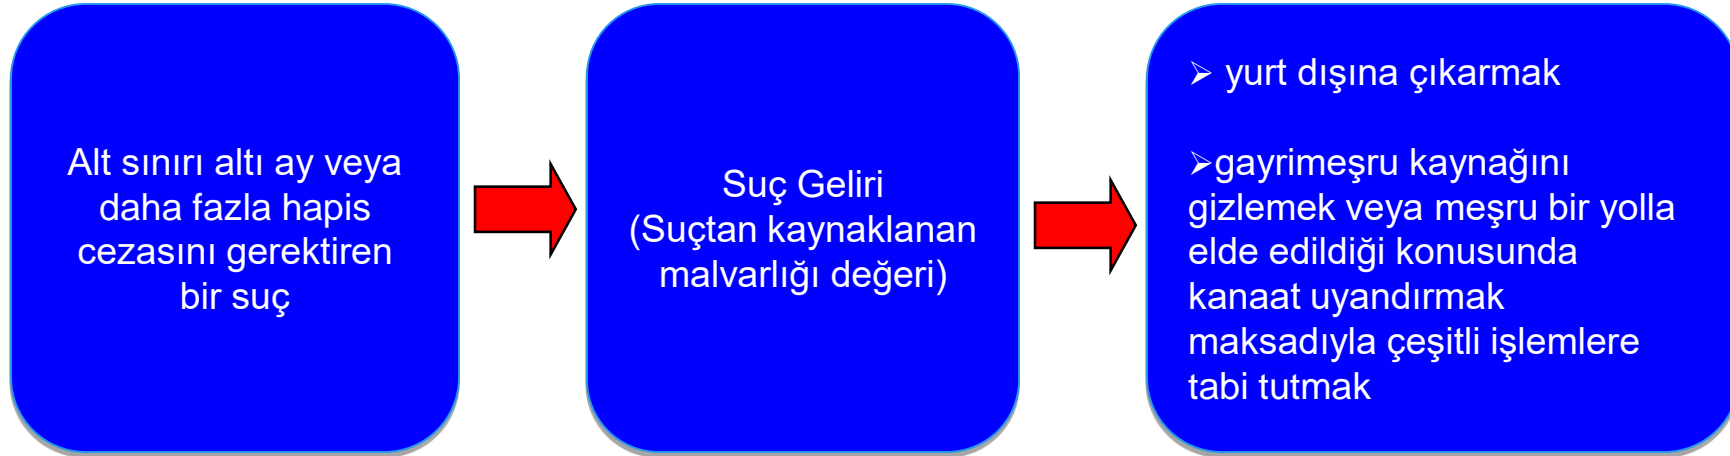 Alt sınırı altı ay veya
daha fazla hapis
cezasını gerektiren
bir suç
Suç Geliri
(Suçtan kaynaklanan
malvarlığı değeri)
➢ yurt dışına çıkarmak
➢gayrimeşru kaynağını
gizlemek veya meşru bir yolla
elde edildiği konusunda
kanaat uyandırmak
maksadıyla çeşitli işlemlere
tabi tutmak